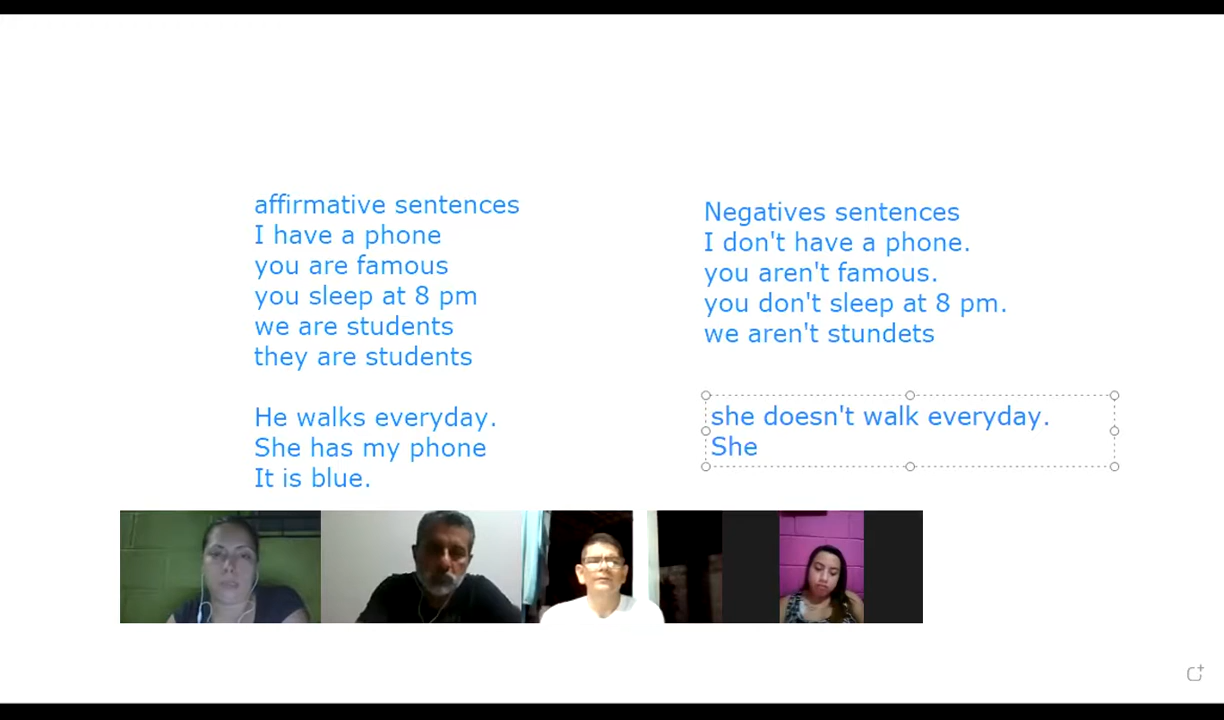 affirmative sentences
I have a phone
you are famous
you sleep at 8 pm
we are students
they are students
He walks everyday.
She has my phone
It is blue.
Negatives sentences
I don't have a phone.
you aren't famous.
you don't sleep at 8 pm.
we aren't stundets
she doesn't walk everyday.
She